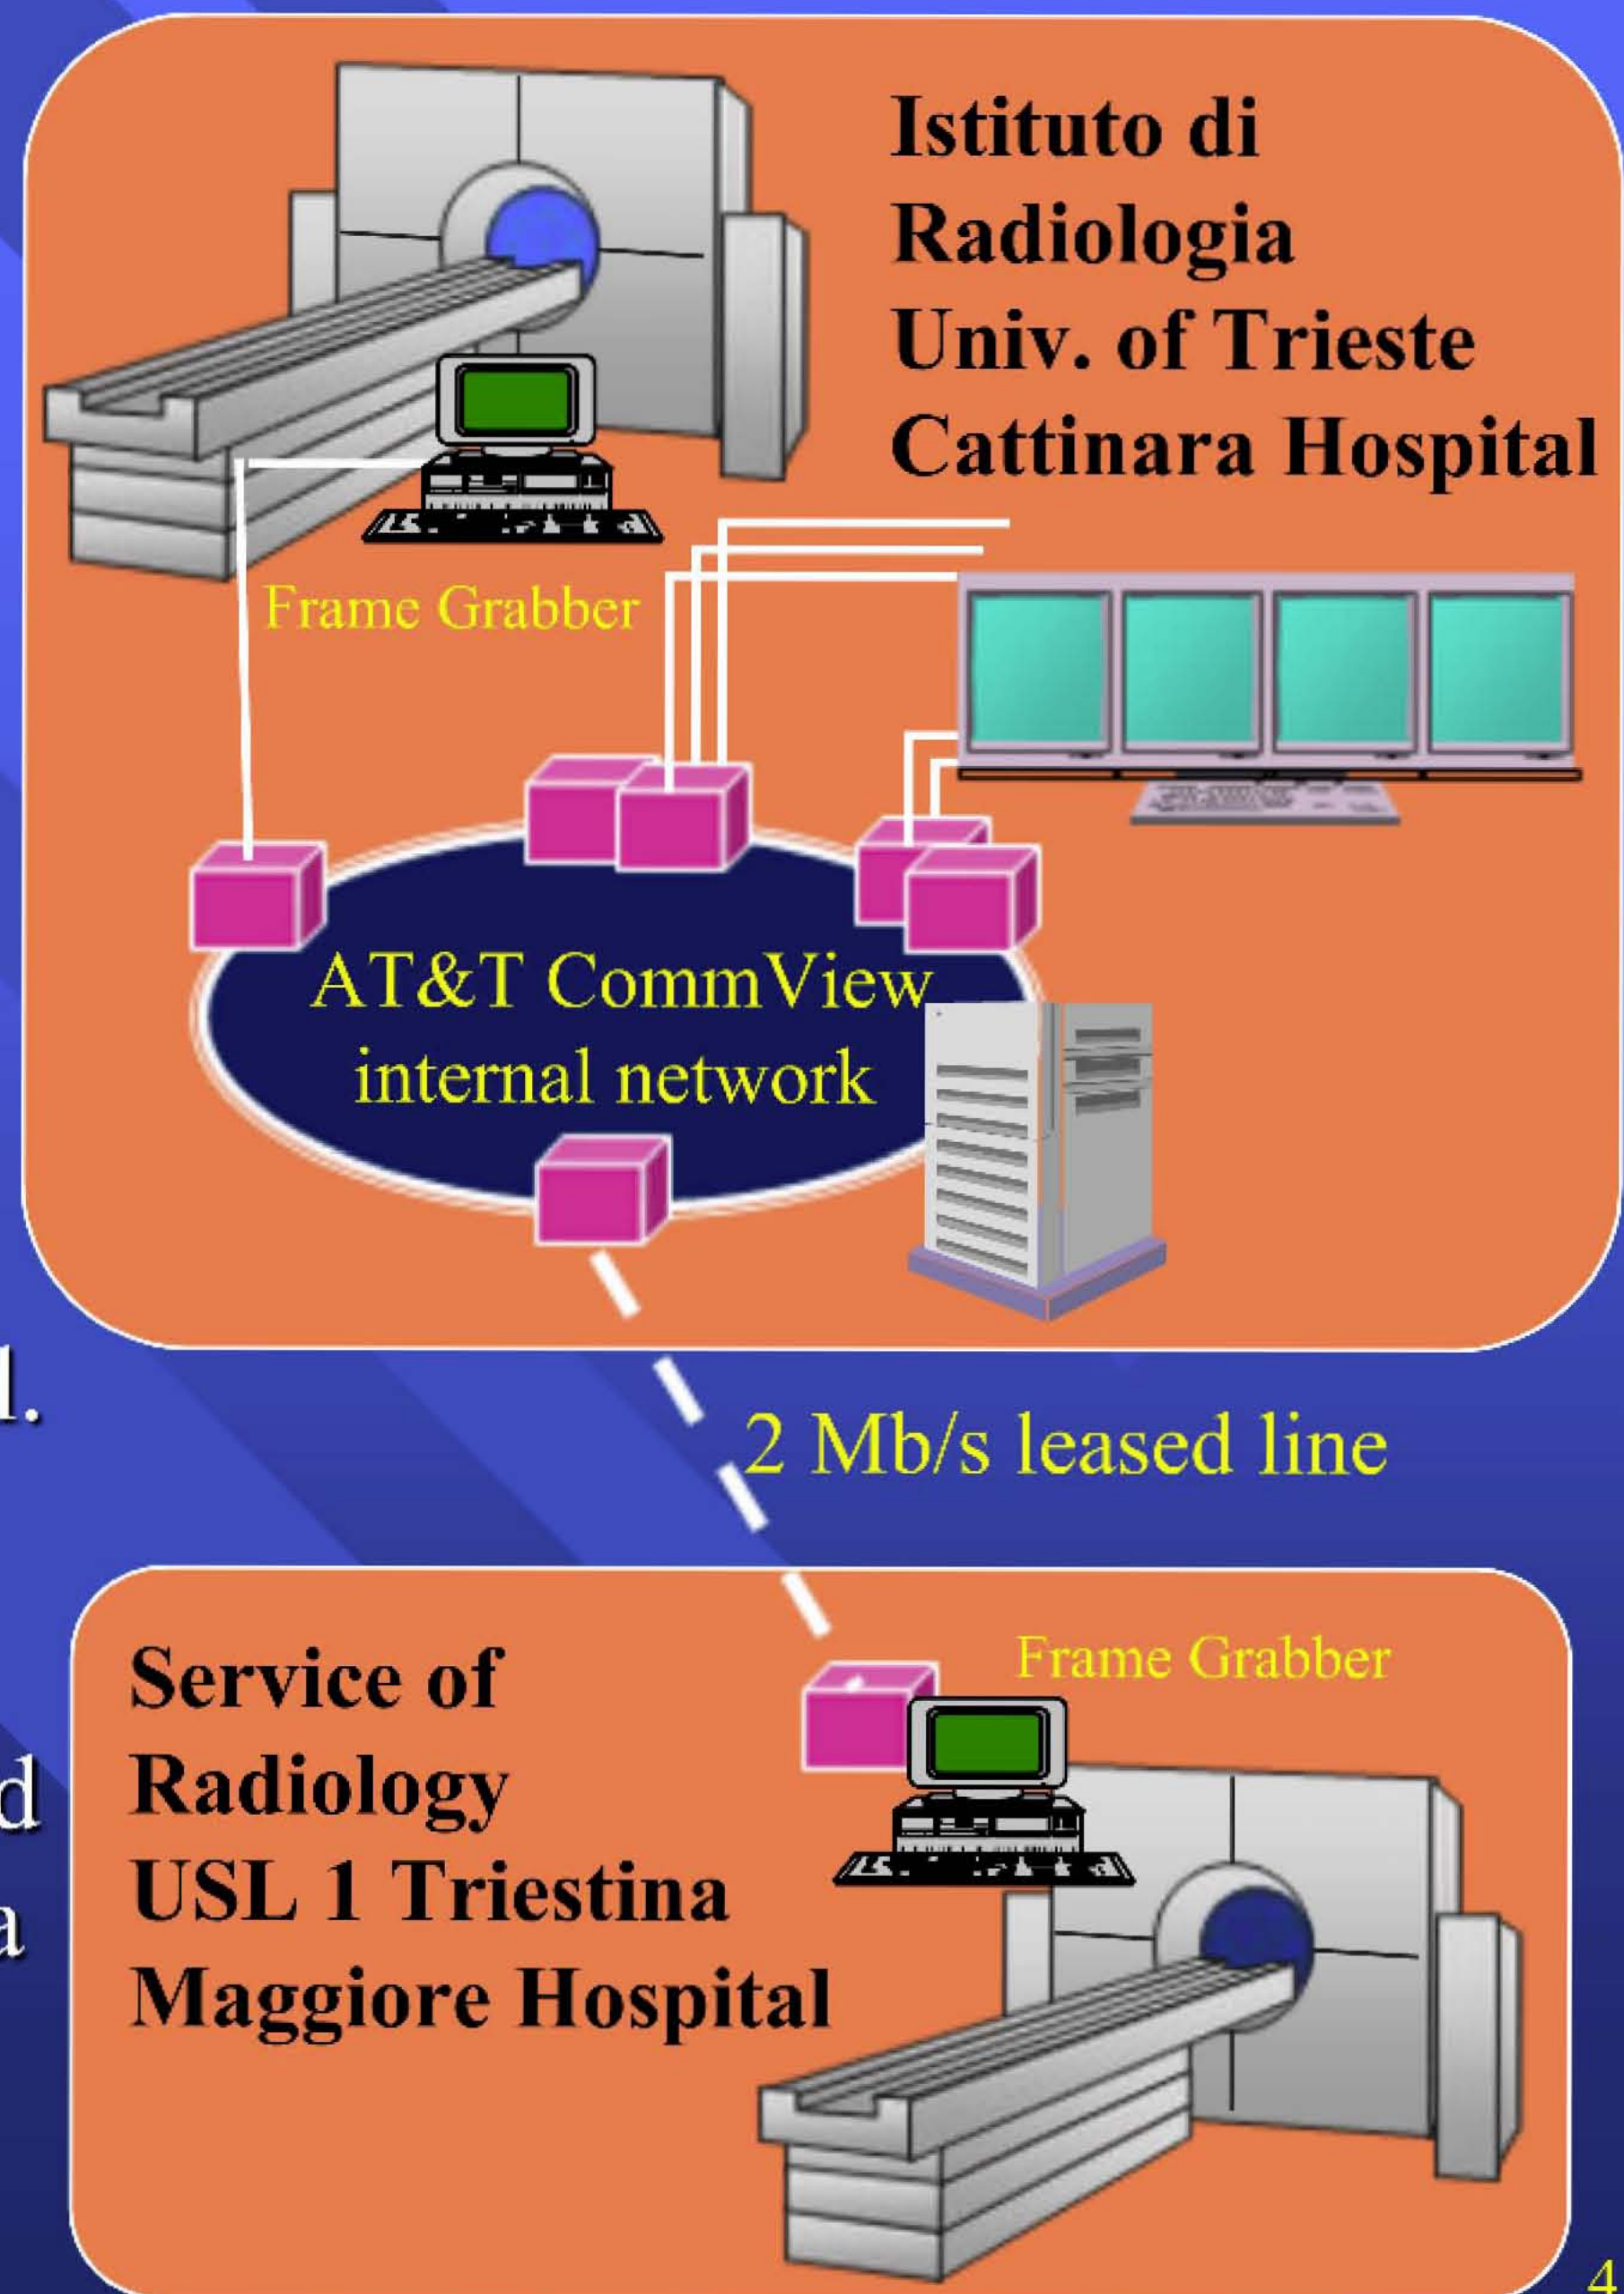 Istituto di
Radiologia
Univ. of Trieste
Cattinara Hospital
Frame Grabber
AT&T CommView
internal network
l.
2 Mb/s leased line
Frame Grabber
Service of
Radiology
d
USL 1 Triestina
a
Maggiore Hospital
4